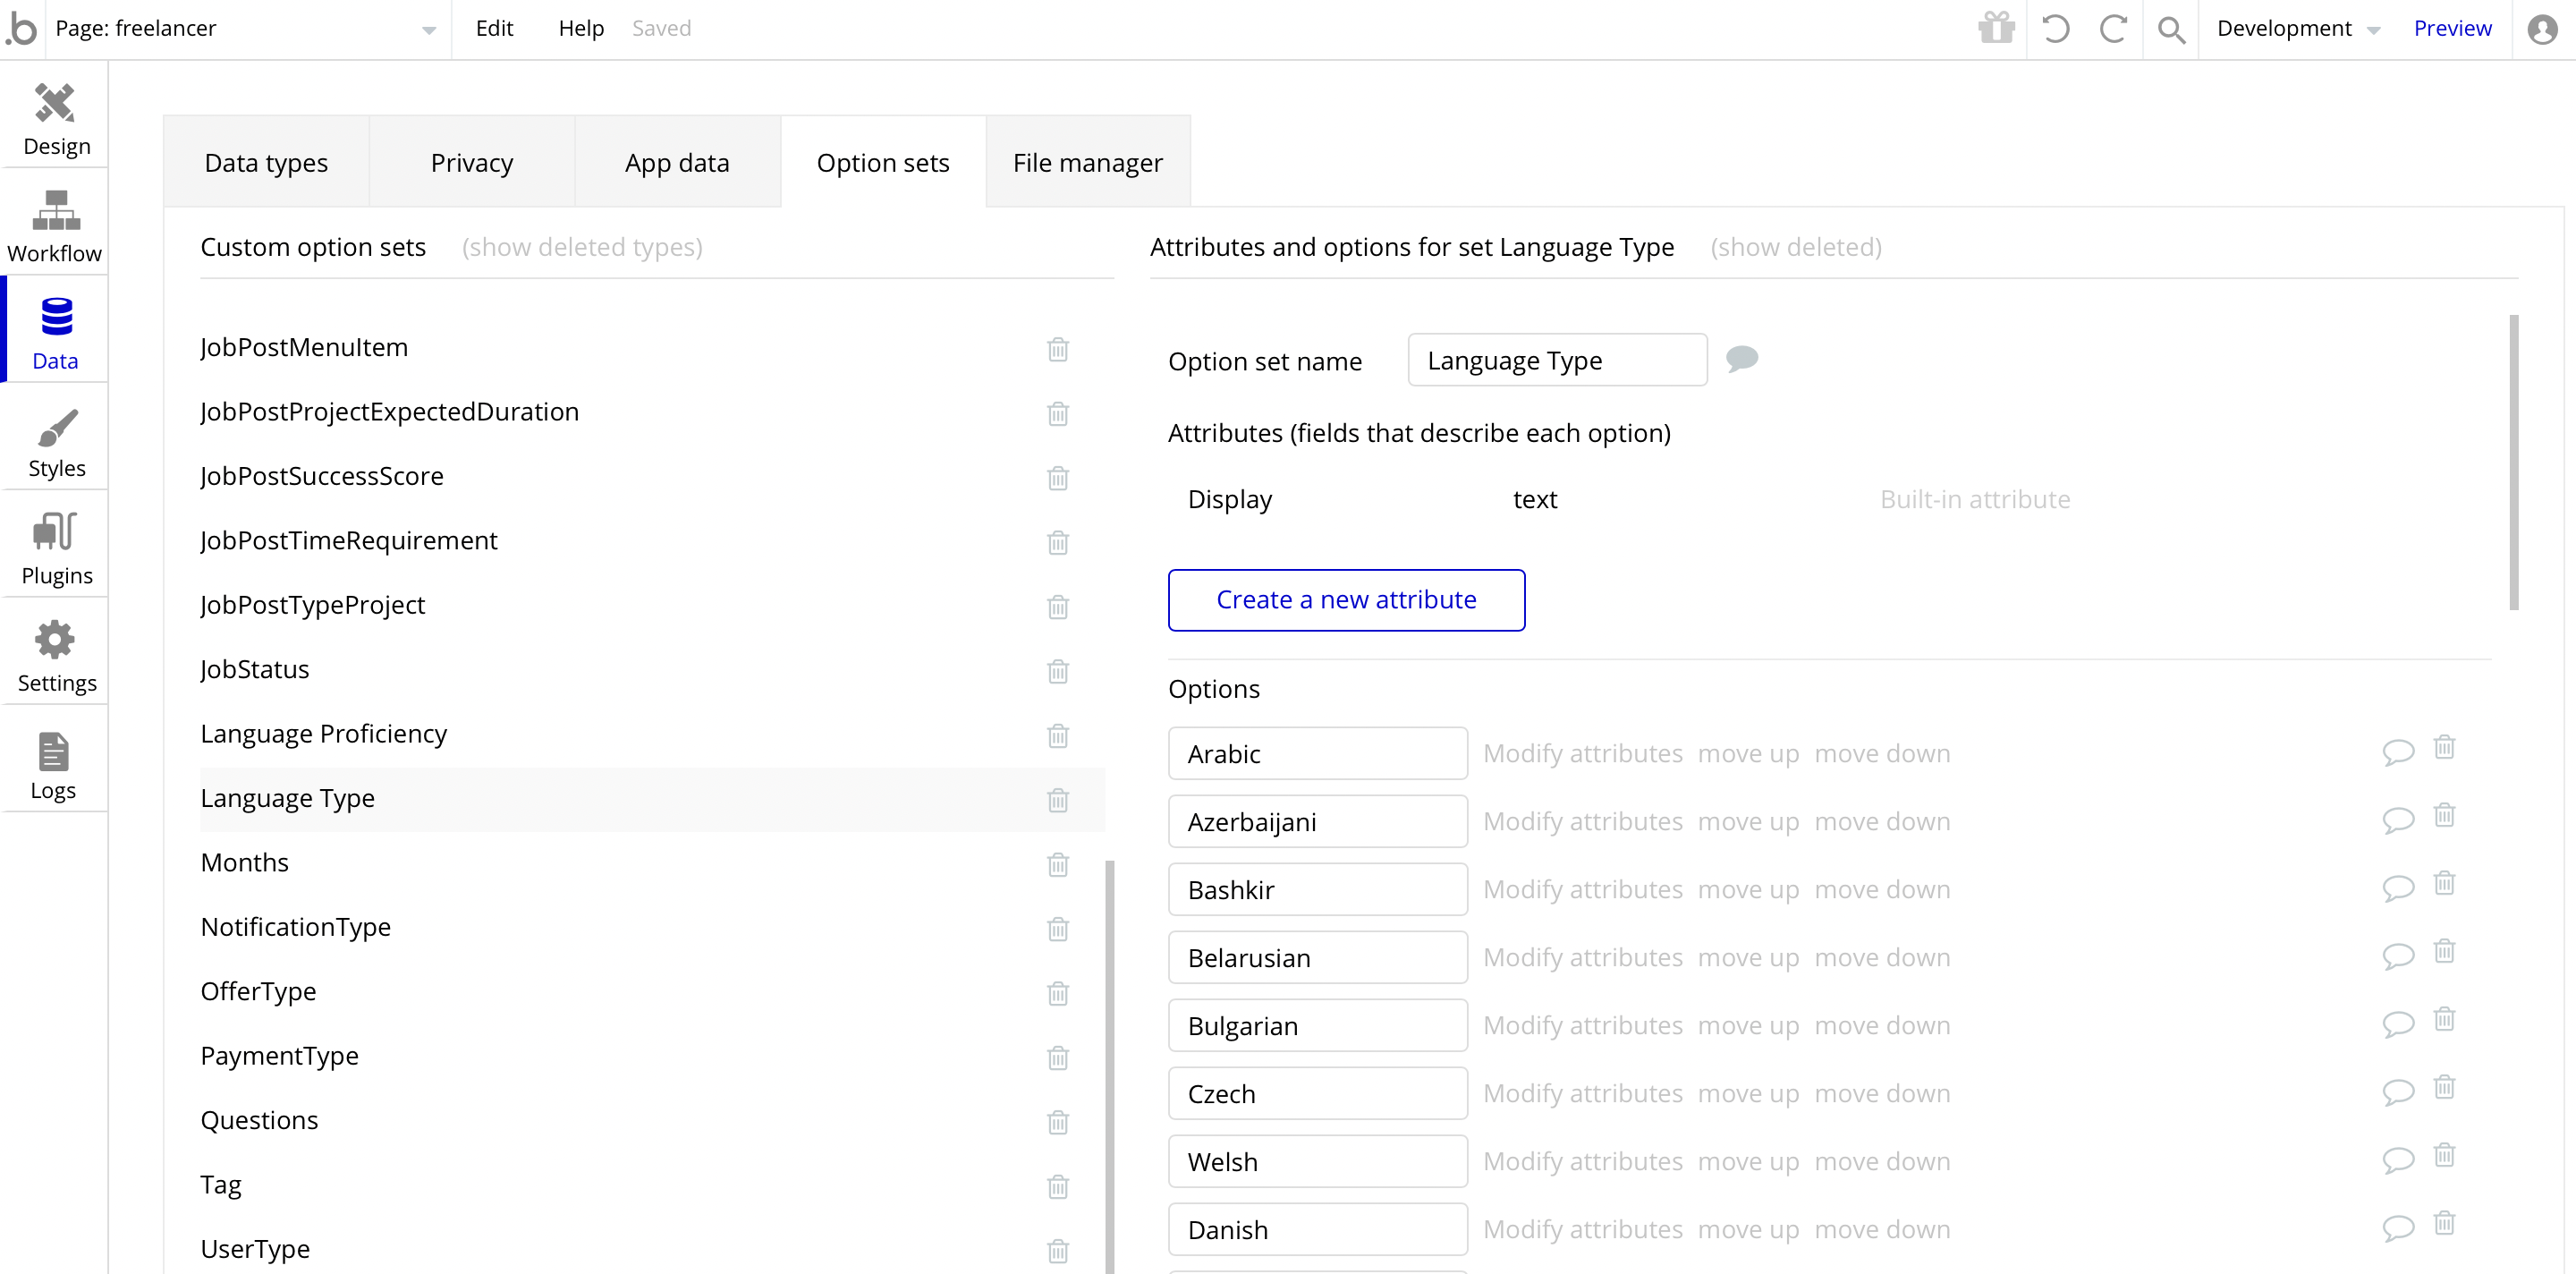 .b Page: freelancer Edit Help Saved Development Preview
Design
Workflow
Data
Styles
Plugins
Settings
Logs
Data types Privacy App data Option sets File manager
Custom option sets (show deleted types)
JobPostMenuItem
JobPostProjectExpectedDuration
JobPostSuccessScore
JobPostTimeRequirement
JobPostTypeProject
JobStatus
Language Proficiency
Language Type
Months
NotificationType
OfferType
PaymentType
Questions
Tag
UserType
Attributes and options for set Language Type (show deleted)
Option set name Language Type
Attributes (fields that describe each option)
Display text Built-in attribute
Create a new attribute
Options
Arabic Modify attributes move up move down
Azerbaijani Modify attributes move up move down
Bashkir Modify attributes move up move down
Belarusian Modify attributes move up move down
Bulgarian Modify attributes move up move down
Czech Modify attributes move up move down
Welsh Modify attributes move up move down
Danish Modify attributes move up move down